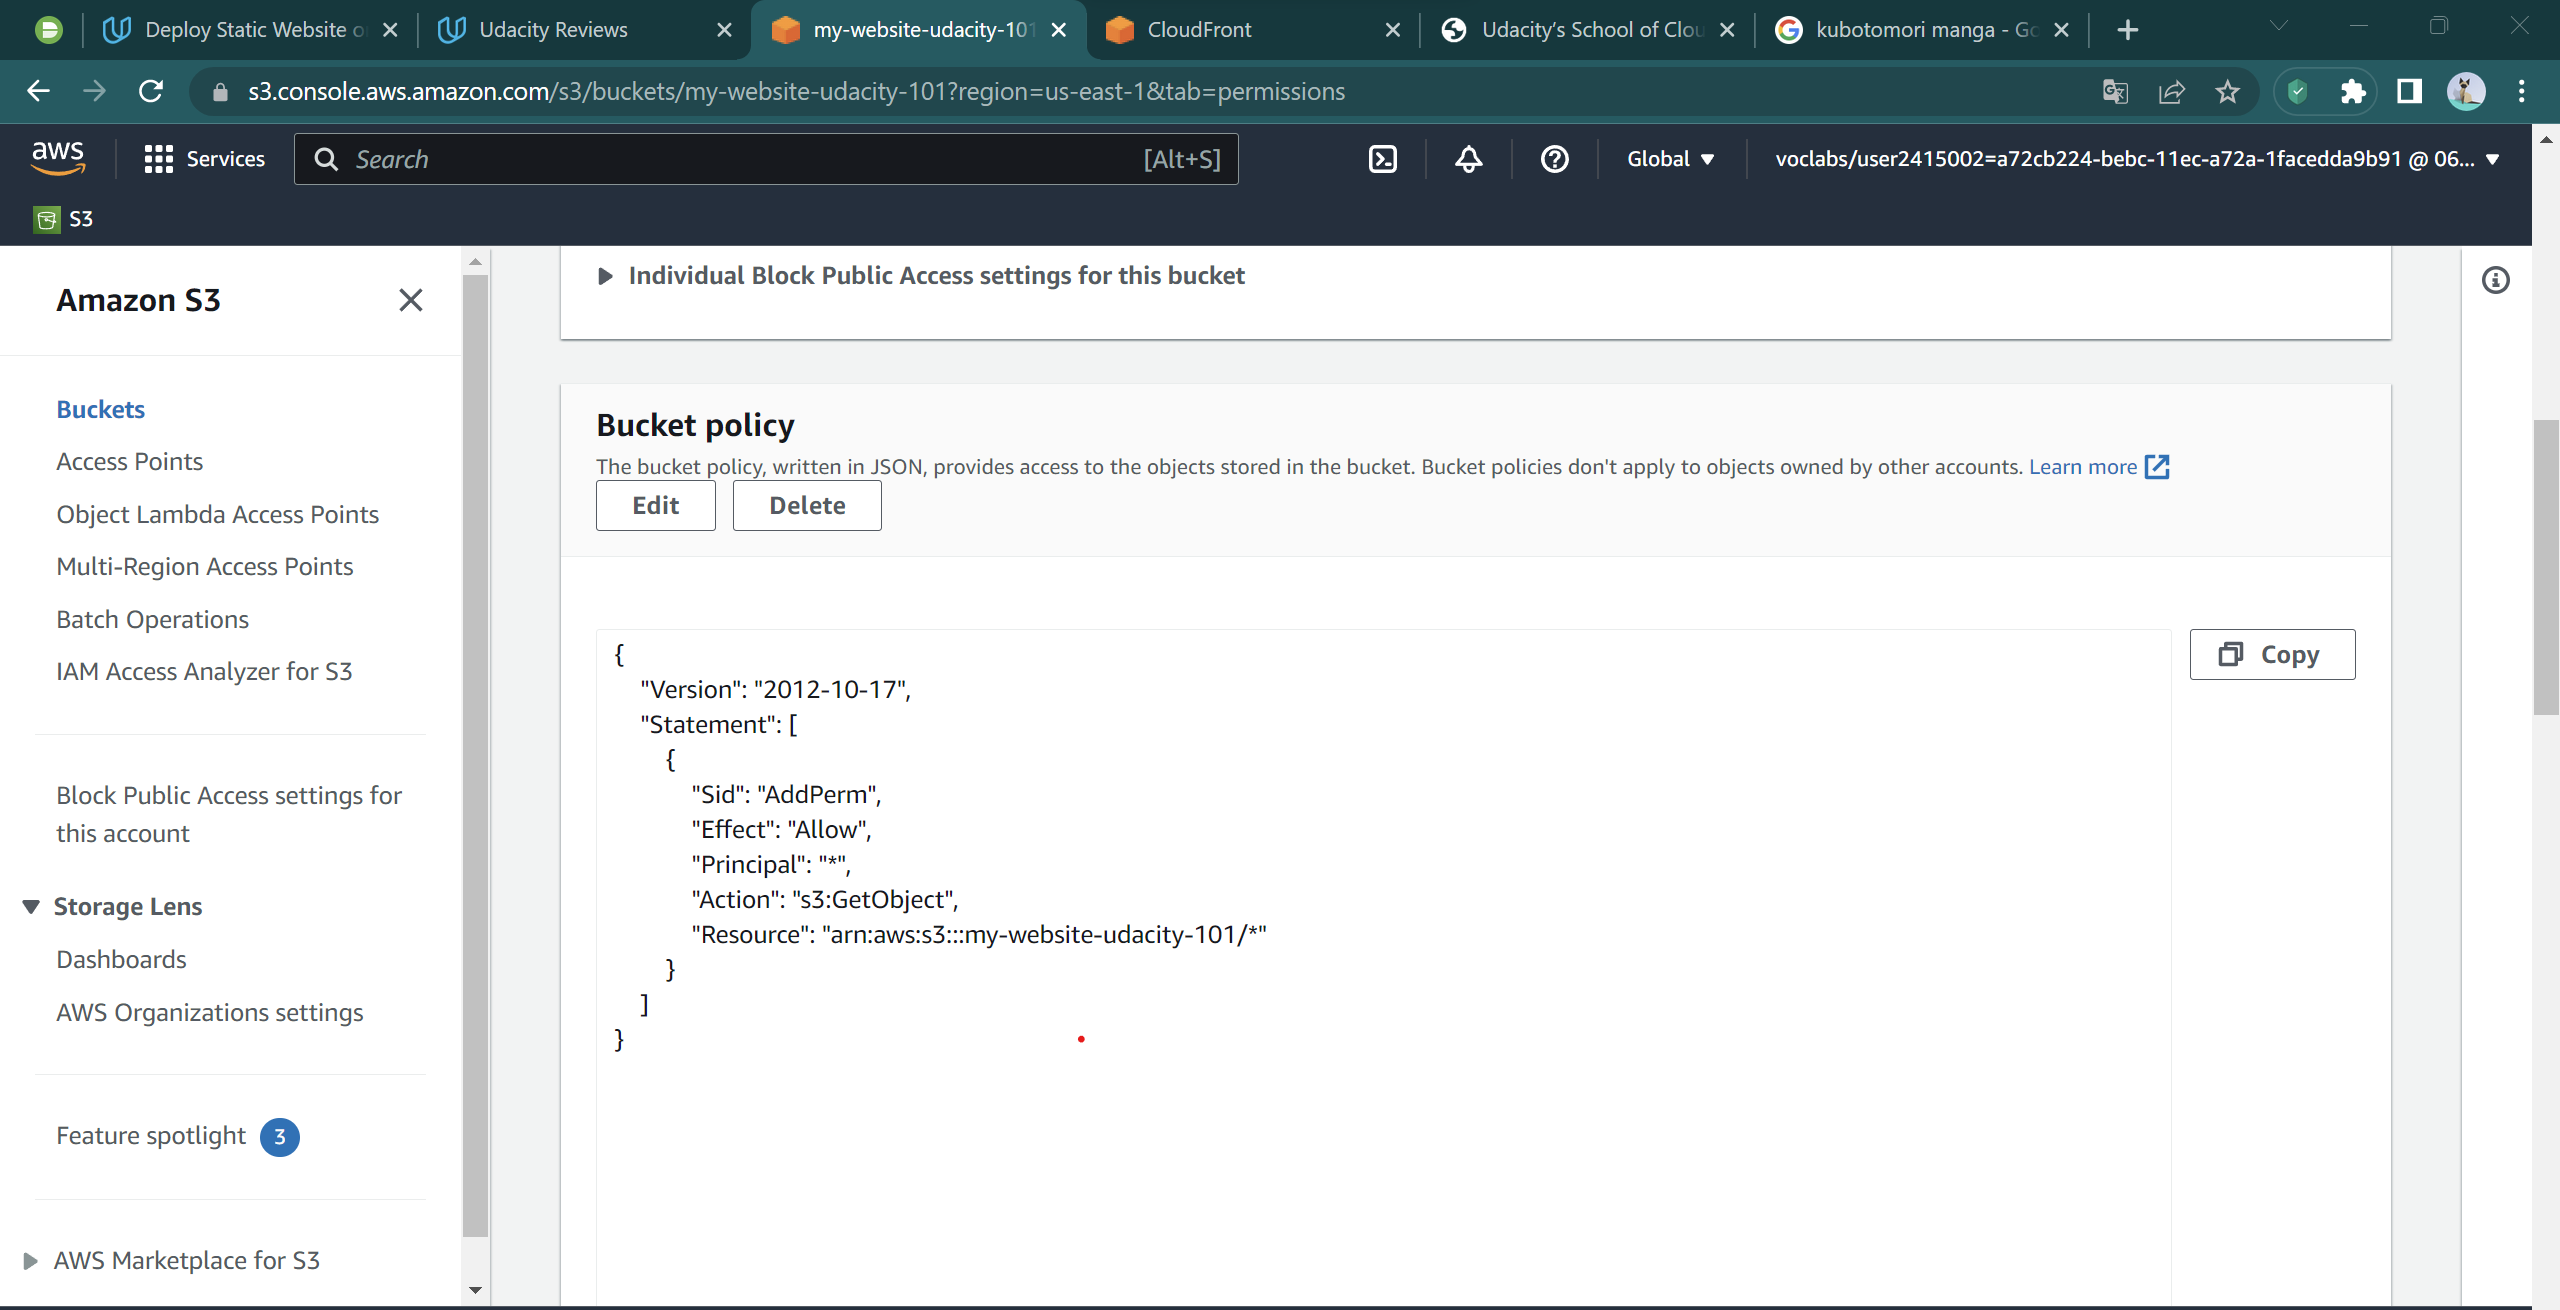 Deploy Static Website o
Udacity Reviews
my-website-udacity-101
CloudFront
Udacity’s School of Clou
kubotomori manga - Go
s3.console.aws.amazon.com/s3/buckets/my-website-udacity-101?region=us-east-1&tab=permissions
aws
Services
Search
[Alt+S]
Global
voclabs/user2415002=a72cb224-bebc-11ec-a72a-1facedda9b91 @ 06...
S3
Amazon S3
Buckets
Access Points
Object Lambda Access Points
Multi-Region Access Points
Batch Operations
IAM Access Analyzer for S3
Block Public Access settings for
this account
Storage Lens
Dashboards
AWS Organizations settings
Feature spotlight 3
AWS Marketplace for S3
Individual Block Public Access settings for this bucket
Bucket policy
The bucket policy, written in JSON, provides access to the objects stored in the bucket. Bucket policies don't apply to objects owned by other accounts. Learn more
Edit
Delete
Copy
{
"Version": "2012-10-17",
"Statement": [
{
"Sid": "AddPerm",
"Effect": "Allow",
"Principal": "*",
"Action": "s3:GetObject",
"Resource": "arn:aws:s3:::my-website-udacity-101/*"
}
]
}